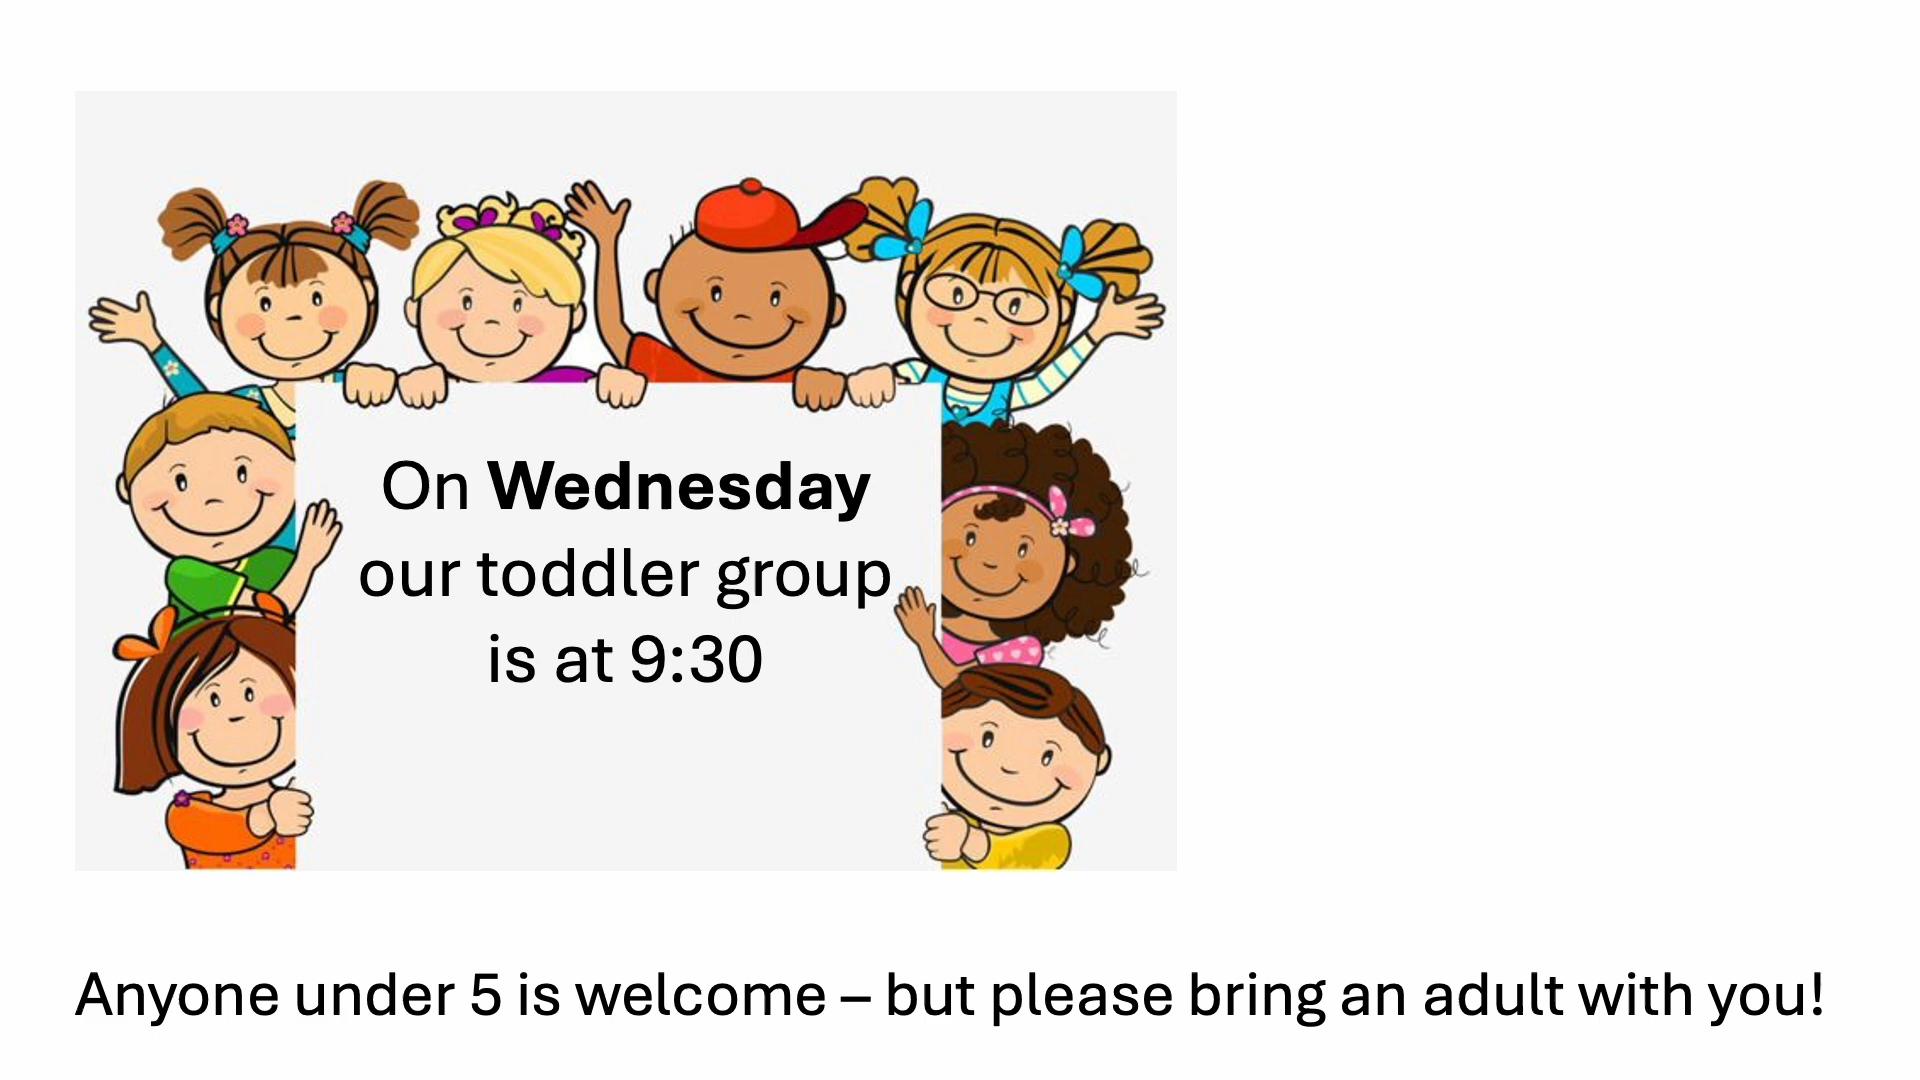 On Wednesday
our toddler group
is at 9:30
Anyone under 5 is welcome – but please bring an adult with you!